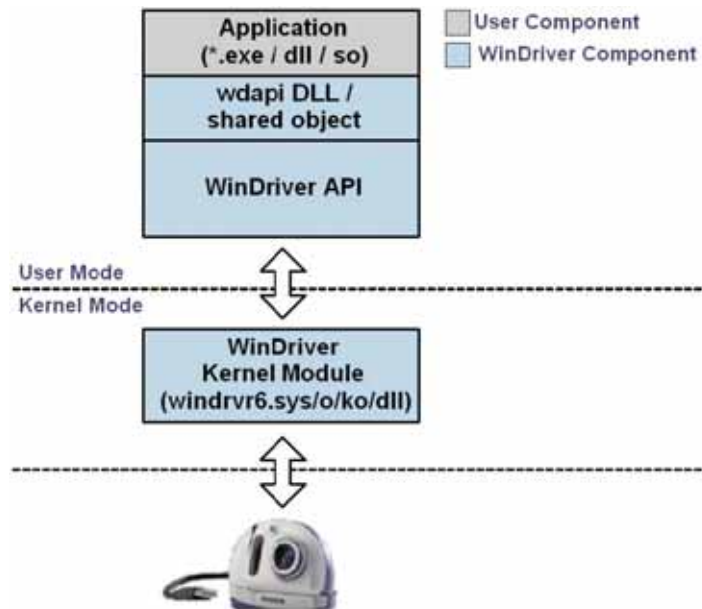 Application
(*.exe / dll / so)
User Component
WinDriver Component
wdapi DLL /
shared object
WinDriver API
User Mode
Kernel Mode
WinDriver
Kernel Module
(windrvr6.sys/o/ko/dll)